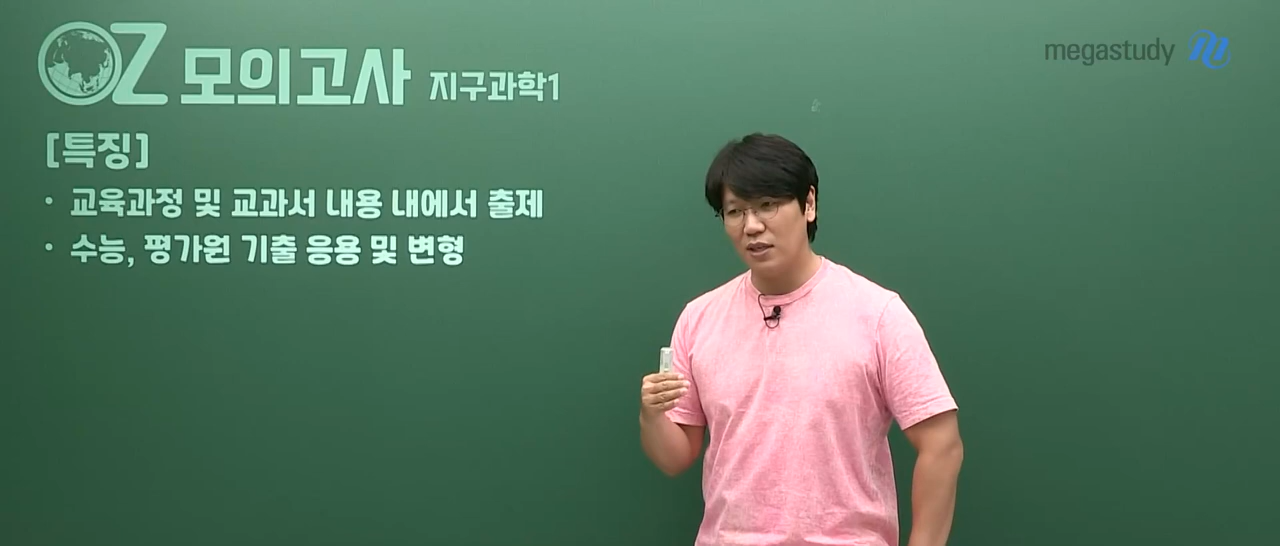 OZ 모의고사 지구과학1
megastudy
[특징]
• 교육과정 및 교과서 내용 내에서 출제
• 수능, 평가원 기출 응용 및 변형